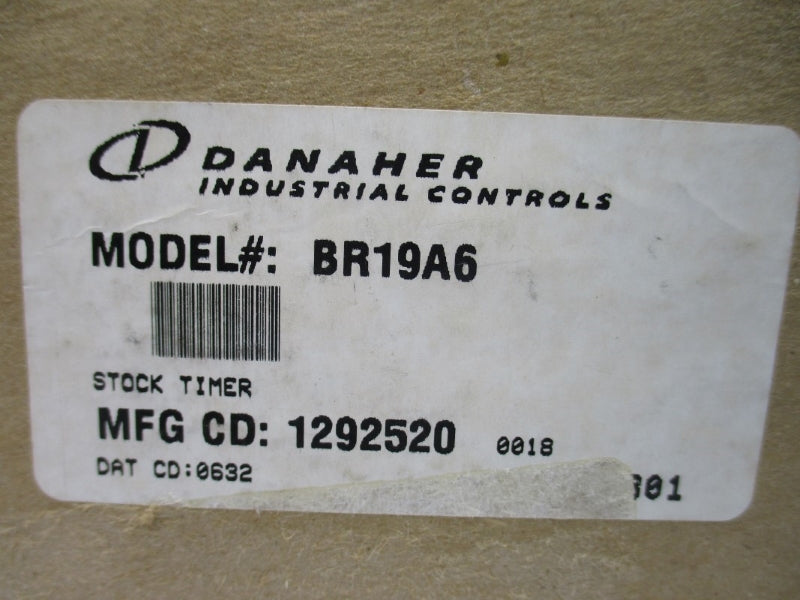 DANAHER
INDUSTRIAL CONTROLS
MODEL#: BR19A6
STOCK TIMER
MFG CD: 1292520 0018
DAT CD:0632